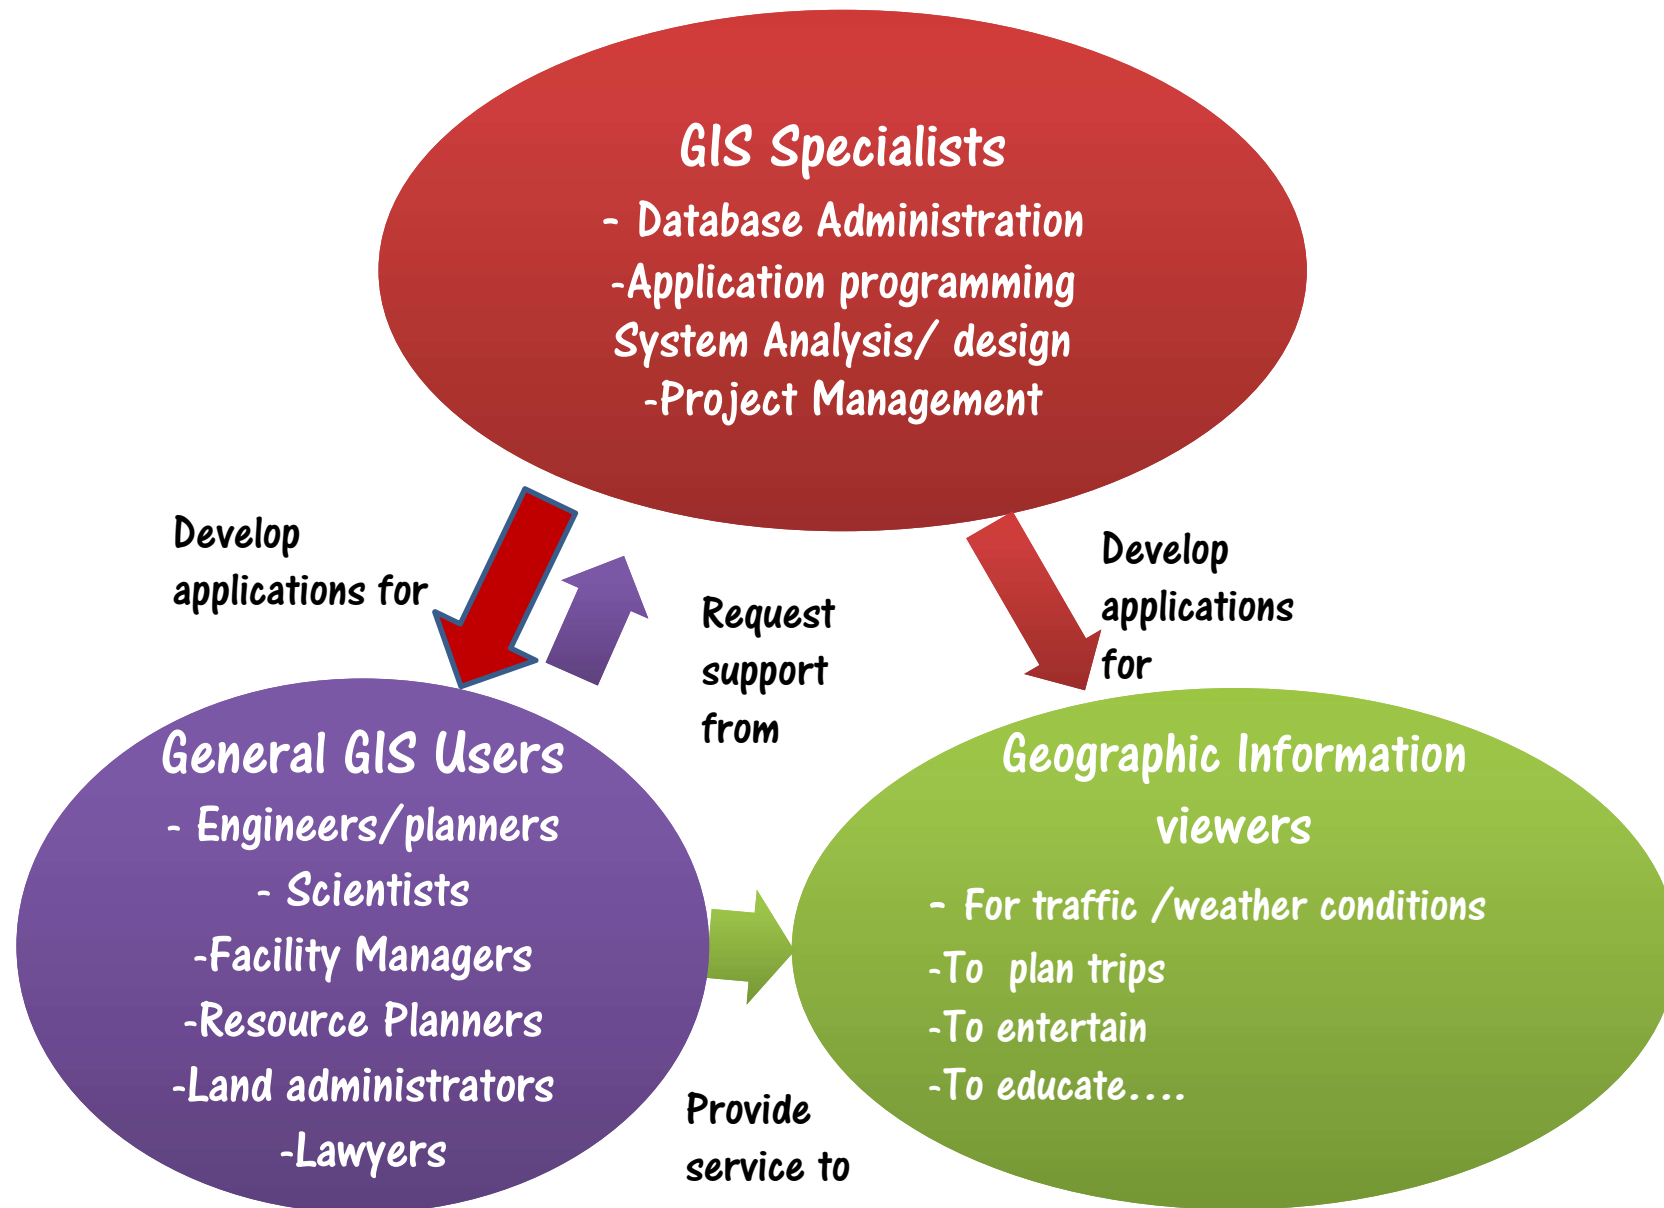 GIS Specialists
- Database Administration
-Application programming
System Analysis/ design
-Project Management
Develop
applications for
Request
support
from
Develop
applications
for
General GIS Users
- Engineers/planners
- Scientists
-Facility Managers
-Resource Planners
-Land administrators
-Lawyers
Geographic Information
viewers
- For traffic /weather conditions
-To plan trips
-To entertain
-To educate....
Provide
service to